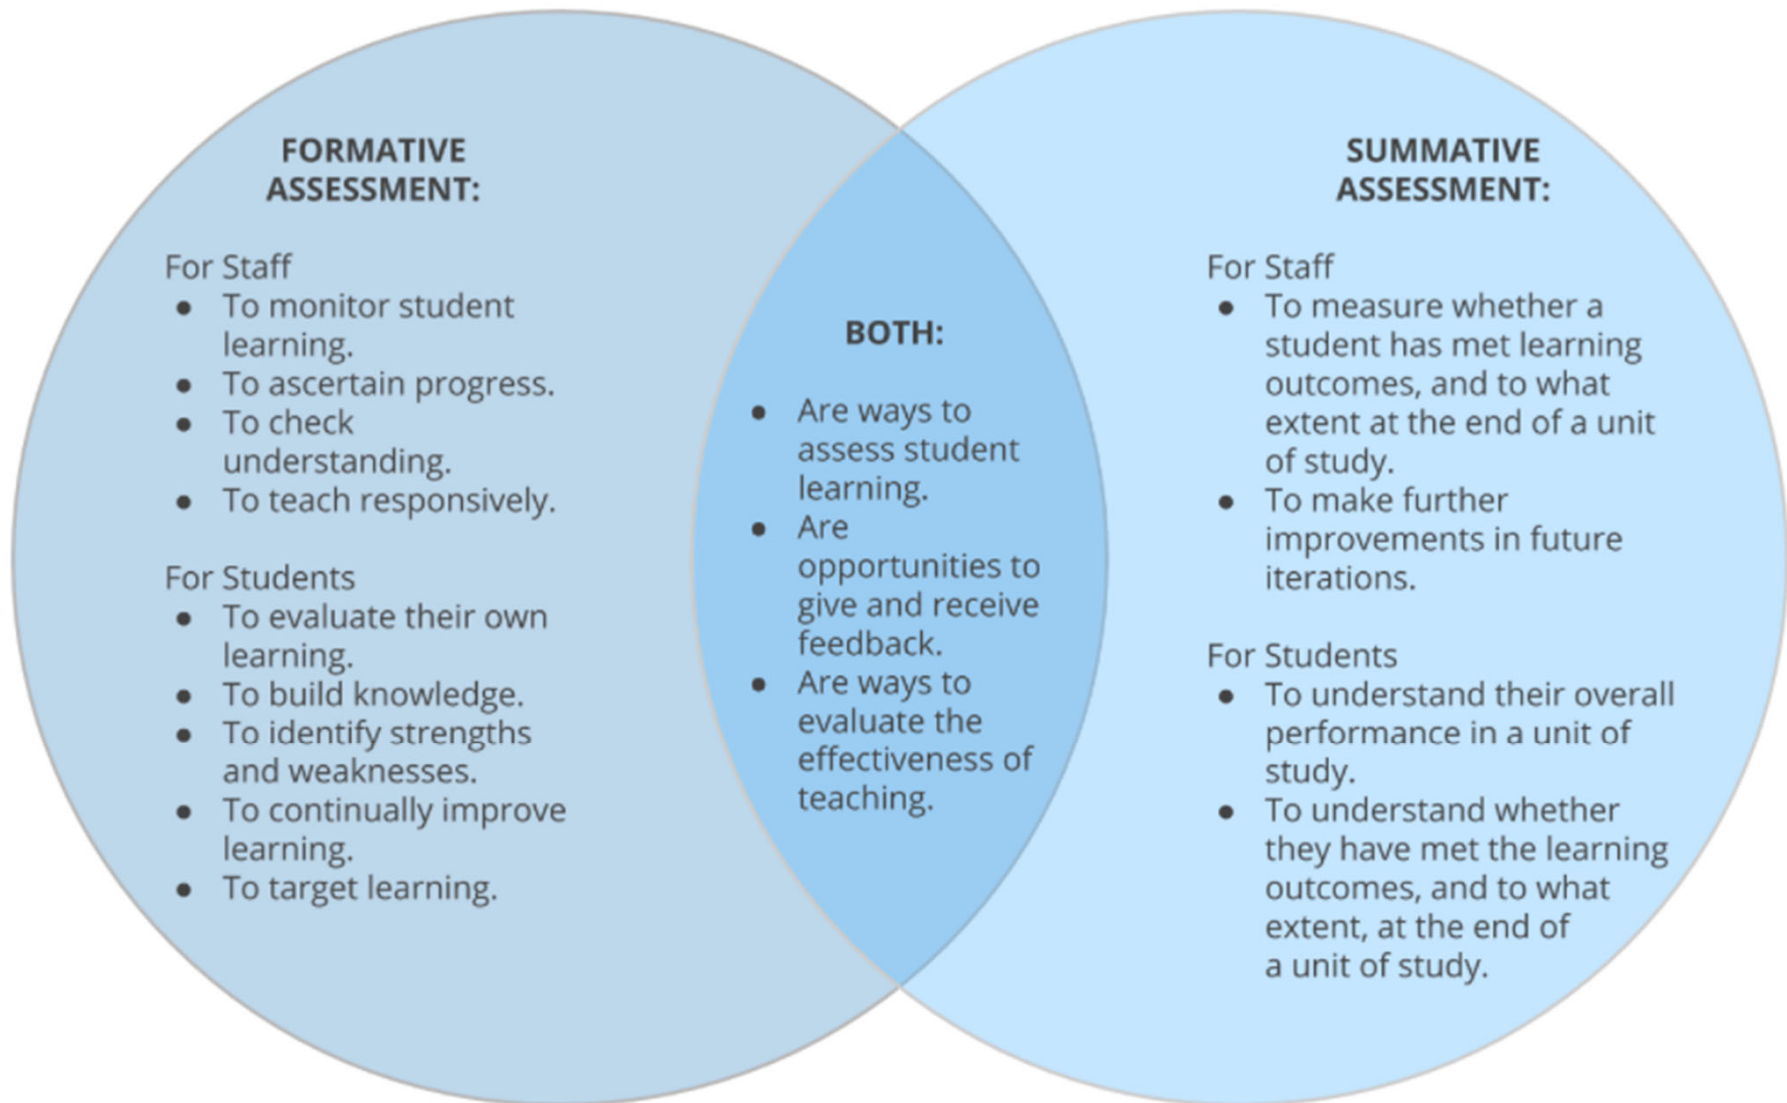 FORMATIVE
ASSESSMENT:
For Staff
● To monitor student
learning.
● To ascertain progress.
● To check
understanding.
● To teach responsively.
For Students
● To evaluate their own
learning.
● To build knowledge.
● To identify strengths
and weaknesses.
● To continually improve
learning.
● To target learning.
BOTH:
● Are ways to
assess student
learning.
● Are
opportunities to
give and receive
feedback.
● Are ways to
evaluate the
effectiveness of
teaching.
SUMMATIVE
ASSESSMENT:
For Staff
● To measure whether a
student has met learning
outcomes, and to what
extent at the end of a unit
of study.
● To make further
improvements in future
iterations.
For Students
● To understand their overall
performance in a unit of
study.
● To understand whether
they have met the learning
outcomes, and to what
extent, at the end of
a unit of study.